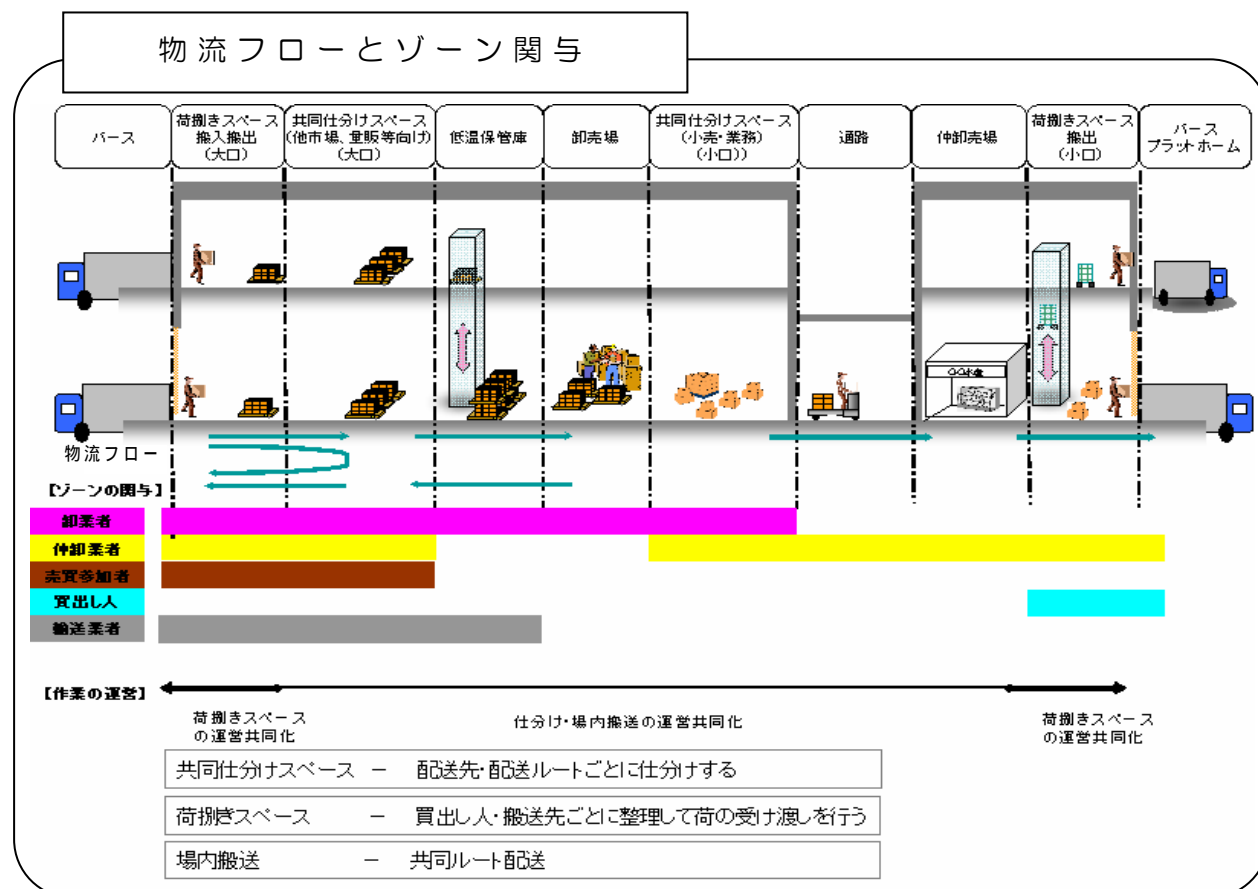 物流フローとゾーン関与
バース
荷捌きスペース
搬入搬出
(大口)
共同仕分けスペース
(他市場、量販等向け)
(大口)
低温保管庫
卸売場
共同仕分けスペース
(小売・業務)
(小口))
通路
仲卸売場
荷捌きスペース
搬出
(小口)
バース
プラットホーム
〇〇水産
物流フロー
【ゾーンの関与】
卸業者
仲卸業者
売買参加者
買出し人
輸送業者
【作業の運営】
荷捌きスペース
の運営共同化
仕分け・場内搬送の運営共同化
荷捌きスペース
の運営共同化
共同仕分けスペース － 配送先・配送ルートごとに仕分けする
荷捌きスペース － 買出し人・搬送先ごとに整理して荷の受け渡しを行う
場内搬送 － 共同ルート配送